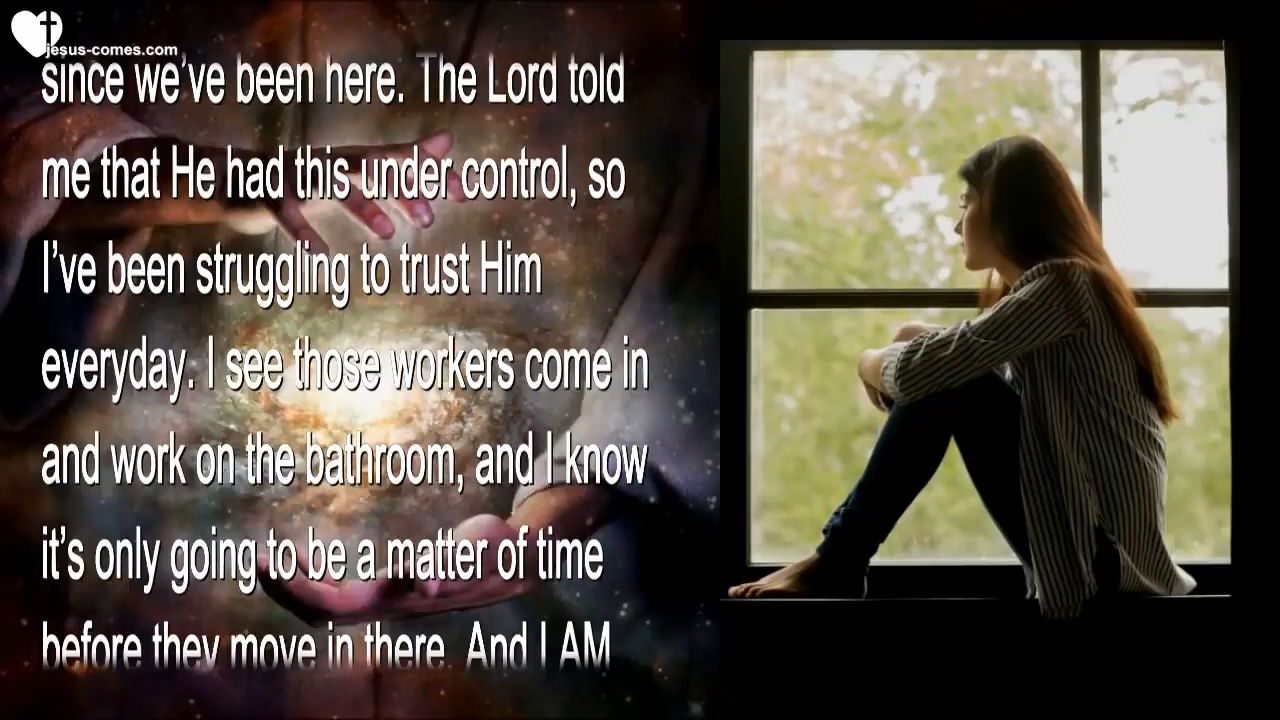 jesus-comes.com
since we've been here. The Lord told
me that He had this under control, so
I've been struggling to trust Him
everyday. I see those workers come in
and work on the bathroom, and I know
it's only going to be a matter of time
before they move in there. And I AM